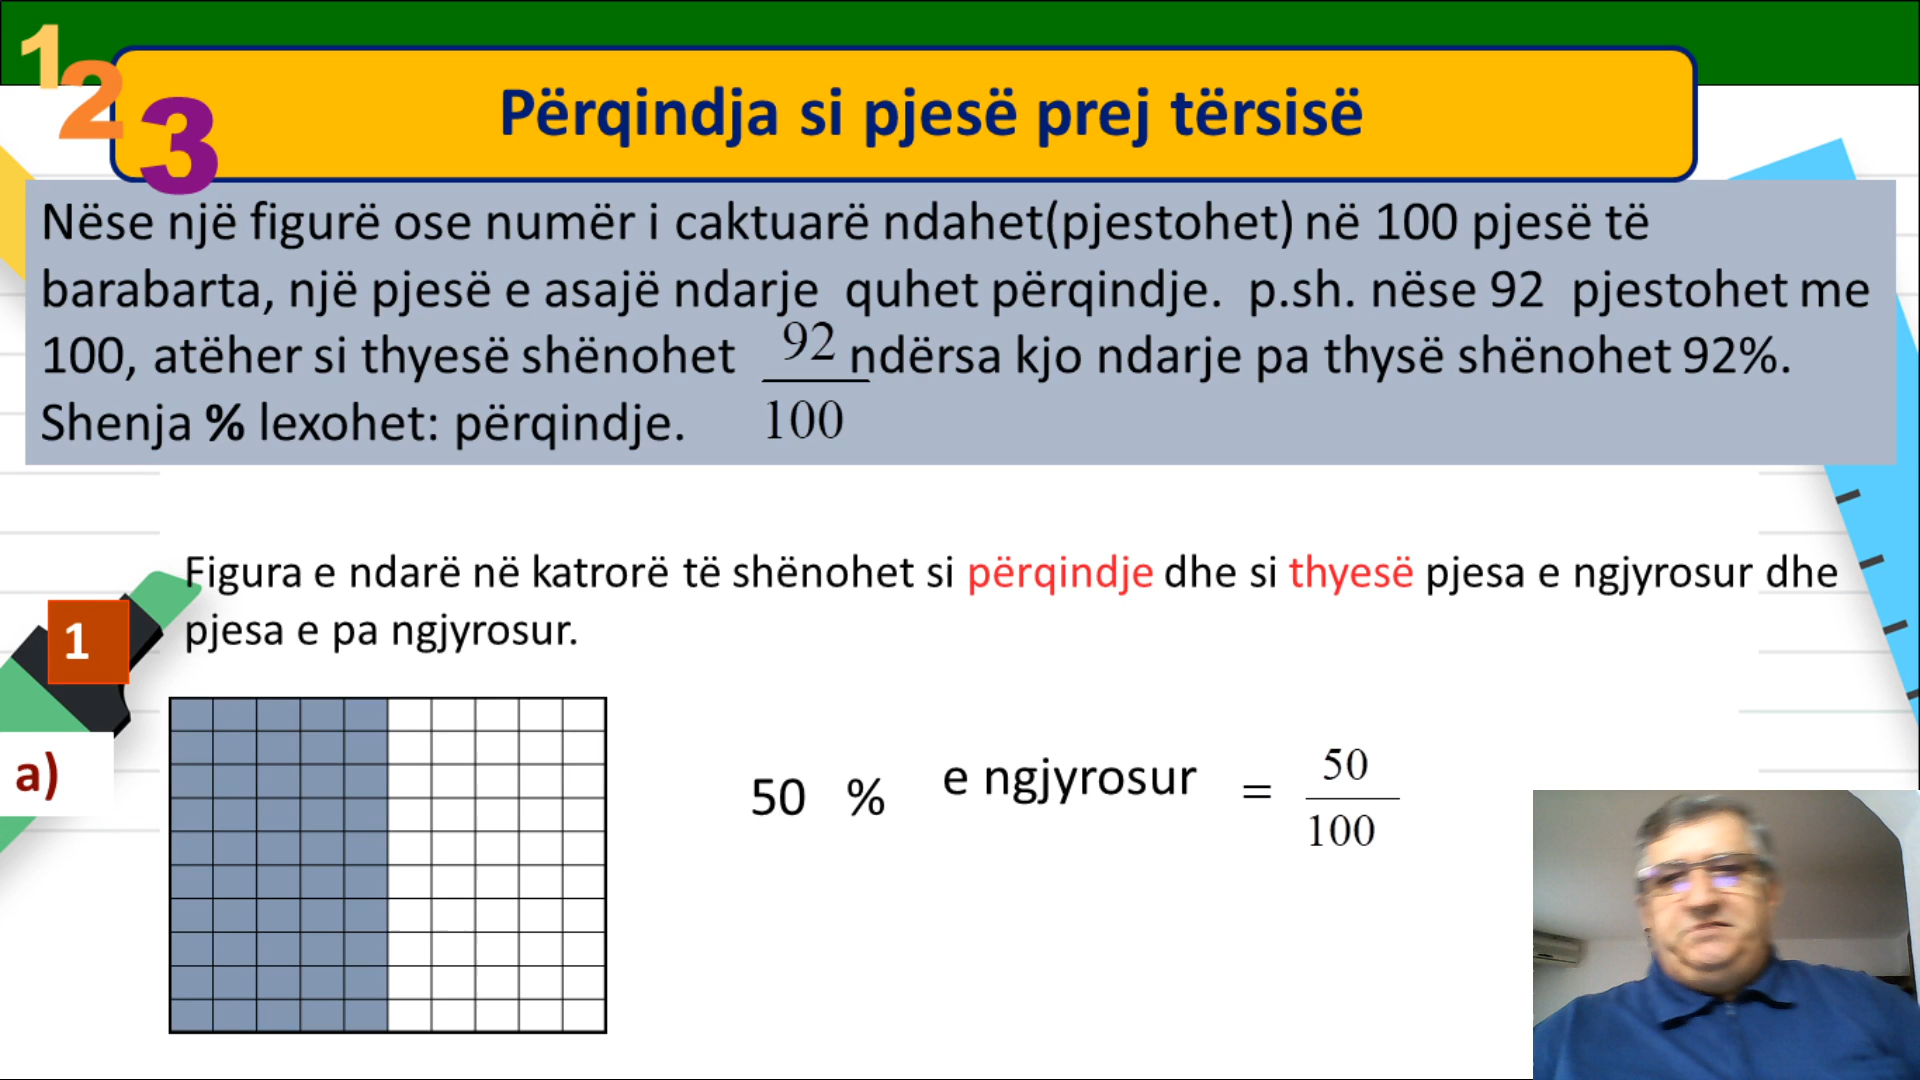 1
2
3
Përqindja si pjesë prej tërsisë
Nëse një figurë ose numër i caktuarë ndahet(pjestohet) në 100 pjesë të
barabarta, një pjesë e asajë ndarje quhet përqindje. p.sh. nëse 92 pjestohet me
100, atëher si thyesë shënohet 92 ndërsa kjo ndarje pa thysë shënohet 92%.
Shenja % lexohet: përqindje. 100
Figura e ndarë në katrorë të shënohet si përqindje dhe si thyesë pjesa e ngjyrosur dhe
1
pjesa e pa ngjyrosur.
a)
50 % e ngjyrosur = 50
100